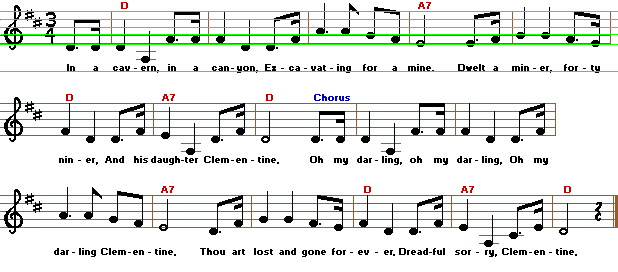 3 4 D A7
In a cav-ern, in a can-yon, Ex-ca-vat-ing for a mine. Dwelt a min-er, for-ty
D A7 D Chorus
nin-er, And his daugh-ter Clem-en-tine. Oh my dar-ling, oh my dar-ling, Oh my
A7 D A7 D
dar-ling Clem-en-tine. Thou art lost and gone for-ev-er, Dread-ful sor-ry, Clem-en-tine.